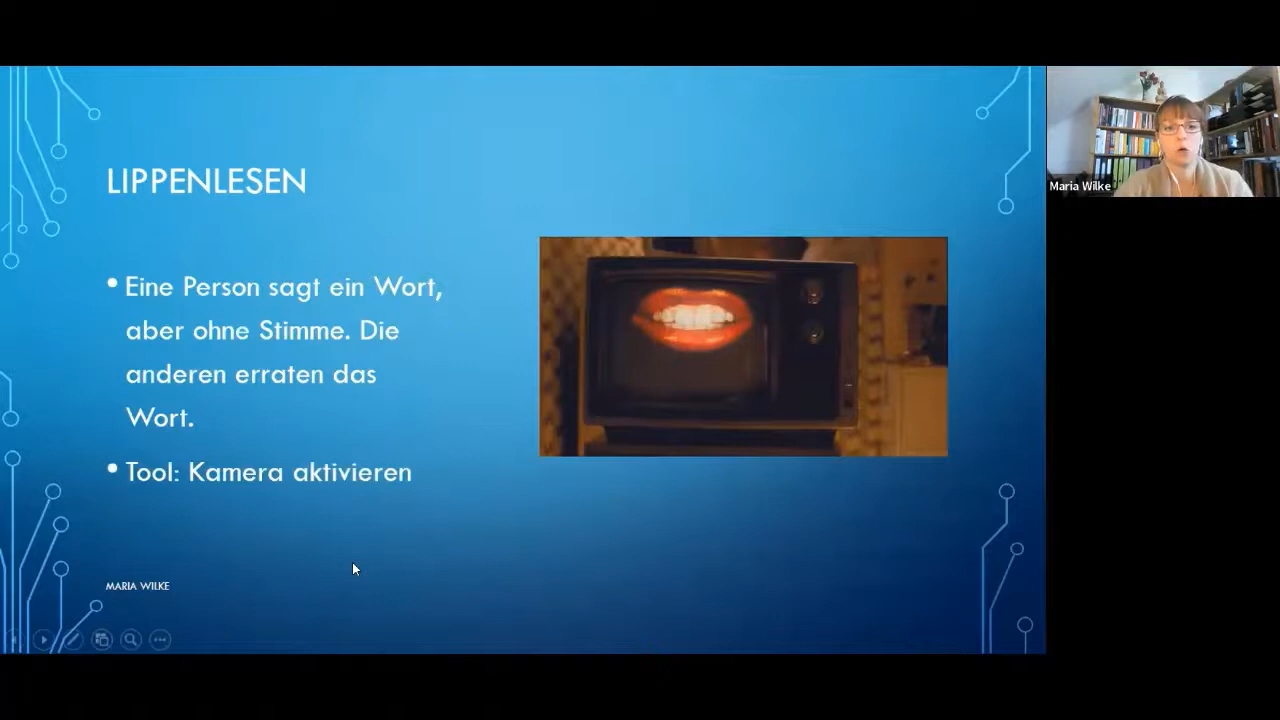 LIPPENLESEN
• Eine Person sagt ein Wort,
aber ohne Stimme. Die
anderen erraten das
Wort.
• Tool: Kamera aktivieren
MARIA WILKE
Maria Wilke